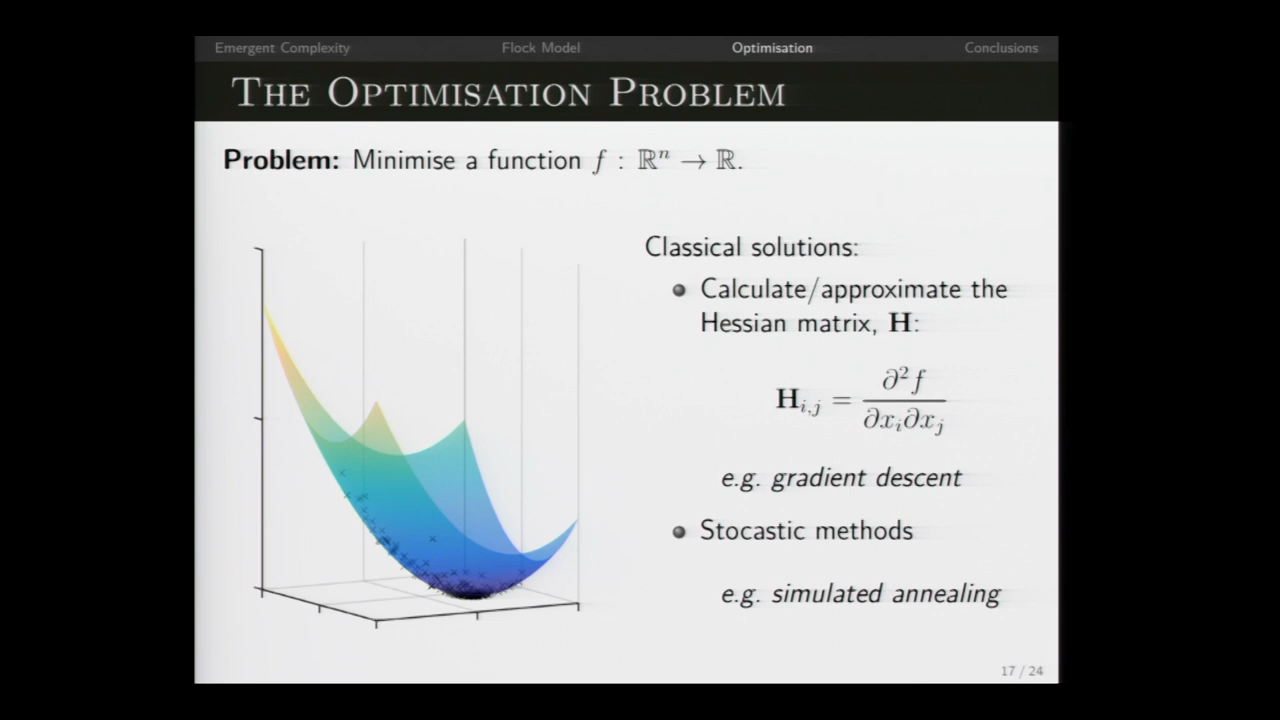 Emergent Complexity Flock Model Optimisation Conclusions
The Optimisation Problem
Problem: Minimise a function f : ℝⁿ → ℝ.
Classical solutions:
Calculate/approximate the
Hessian matrix, H:
H_{i,j} = ∂²f / ∂x_i∂x_j
e.g. gradient descent
Stocastic methods
e.g. simulated annealing
17 / 24